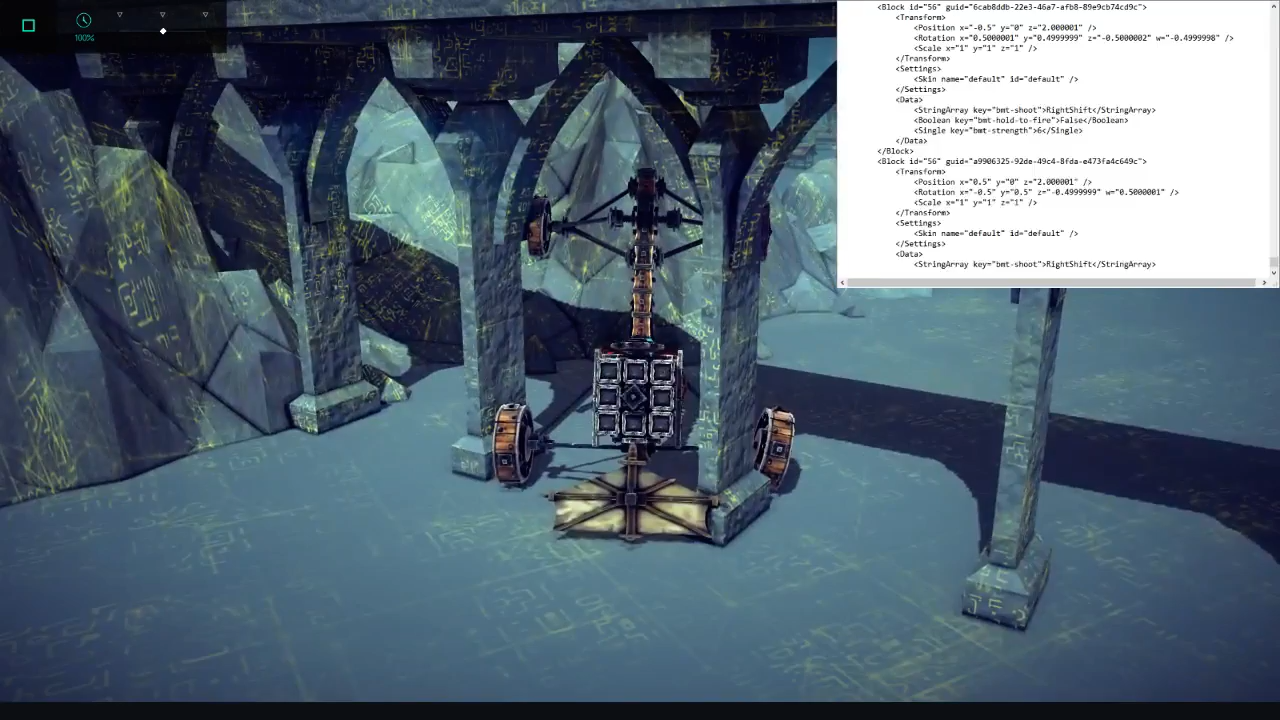 100%
<Block id="56" guid="6cab8ddb-22e3-46a7-afb8-89e9cb74cd9c">
<Transform>
<Position x="-0.5" y="0" z="2.000001" />
<Rotation x="0.5000001" y="0.4999999" z="-0.5000002" w="-0.4999998" />
<Scale x="1" y="1" z="1" />
</Transform>
<Settings>
<Skin name="default" id="default" />
</Settings>
<Data>
<StringArray key="bmt-shoot">RightShift</StringArray>
<Boolean key="bmt-hold-to-fire">False</Boolean>
<Single key="bmt-strength">6</Single>
</Data>
</Block>
<Block id="56" guid="a9906325-92de-49c4-8fda-e473fa4c649c">
<Transform>
<Position x="0.5" y="0" z="2.000001" />
<Rotation x="-0.5" y="0.5" z="-0.4999999" w="0.5000001" />
<Scale x="1" y="1" z="1" />
</Transform>
<Settings>
<Skin name="default" id="default" />
</Settings>
<Data>
<StringArray key="bmt-shoot">RightShift</StringArray>